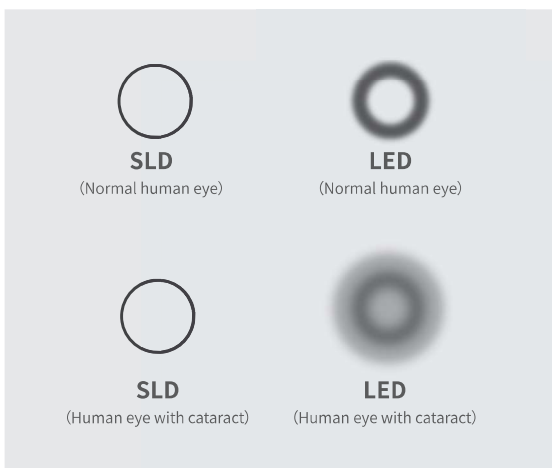 SLD
LED
(Normal human eye)
(Normal human eye)
SLD
LED
(Human eye with cataract)
(Human eye with cataract)